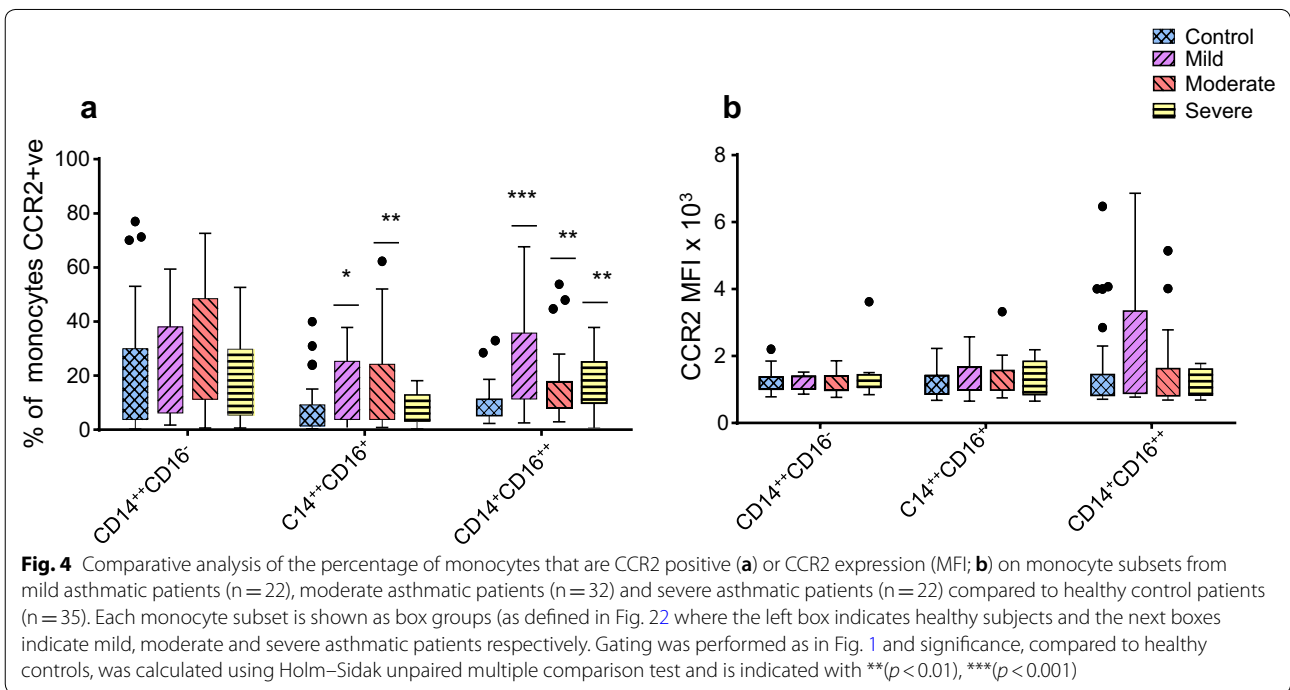 Control
Mild
Moderate
Severe
a
b
% of monocytes CCR2+ve
100
80
60
40
20
0
*
**
***
**
**
CD14⁺⁺CD16⁻
C14⁺⁺CD16⁺
CD14⁺CD16⁺⁺
CCR2 MFI x 10³
8
6
4
2
0
CD14⁺⁺CD16⁻
C14⁺⁺CD16⁺
CD14⁺CD16⁺⁺
Fig. 4 Comparative analysis of the percentage of monocytes that are CCR2 positive (a) or CCR2 expression (MFI; b) on monocyte subsets from
mild asthmatic patients (n = 22), moderate asthmatic patients (n = 32) and severe asthmatic patients (n = 22) compared to healthy control patients
(n = 35). Each monocyte subset is shown as box groups (as defined in Fig. 22 where the left box indicates healthy subjects and the next boxes
indicate mild, moderate and severe asthmatic patients respectively. Gating was performed as in Fig. 1 and significance, compared to healthy
controls, was calculated using Holm–Sidak unpaired multiple comparison test and is indicated with **(p < 0.01), ***(p < 0.001)